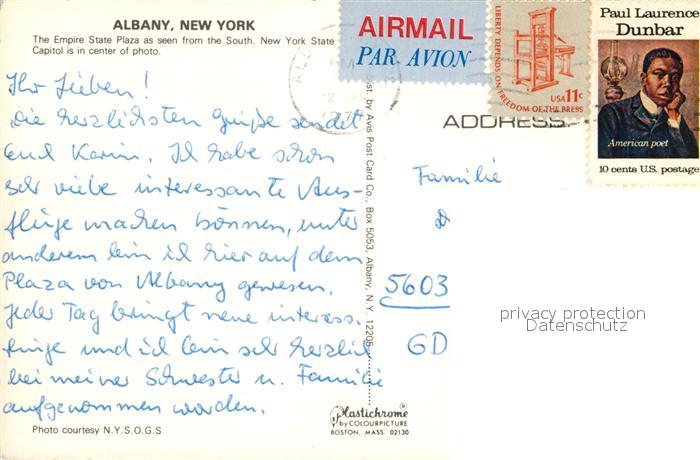 ALBANY, NEW YORK
The Empire State Plaza as seen from the South. New York State
Capitol is in center of photo.
AIRMAIL
PAR AVION
LIBERTY DEPENDS ON FREEDOM OF THE PRESS
USA 11c
Paul Laurence
Dunbar
American poet
10 cents U.S. postage
ADDRESS
Ihr Lieben!
Die herzlichsten Grüße sendet
Euch Karin. Ich habe schon
sehr viele interessante Aus-
flüge machen können, unter
anderem bin ich hier auf dem
Plaza von Albany gewesen.
Jeder Tag bringt neue interess.
Dinge und ich bin sehr herzlich
bei meiner Schwester u. Familie
aufgenommen worden.
Familie
5603
GD
privacy protection
Datenschutz
Dist. by Avis Post Card Co., Box 5053, Albany, N.Y. 12205
Plastichrome
by COLOURPICTURE
BOSTON, MASS. 02130
Photo courtesy N.Y.S.O.G.S